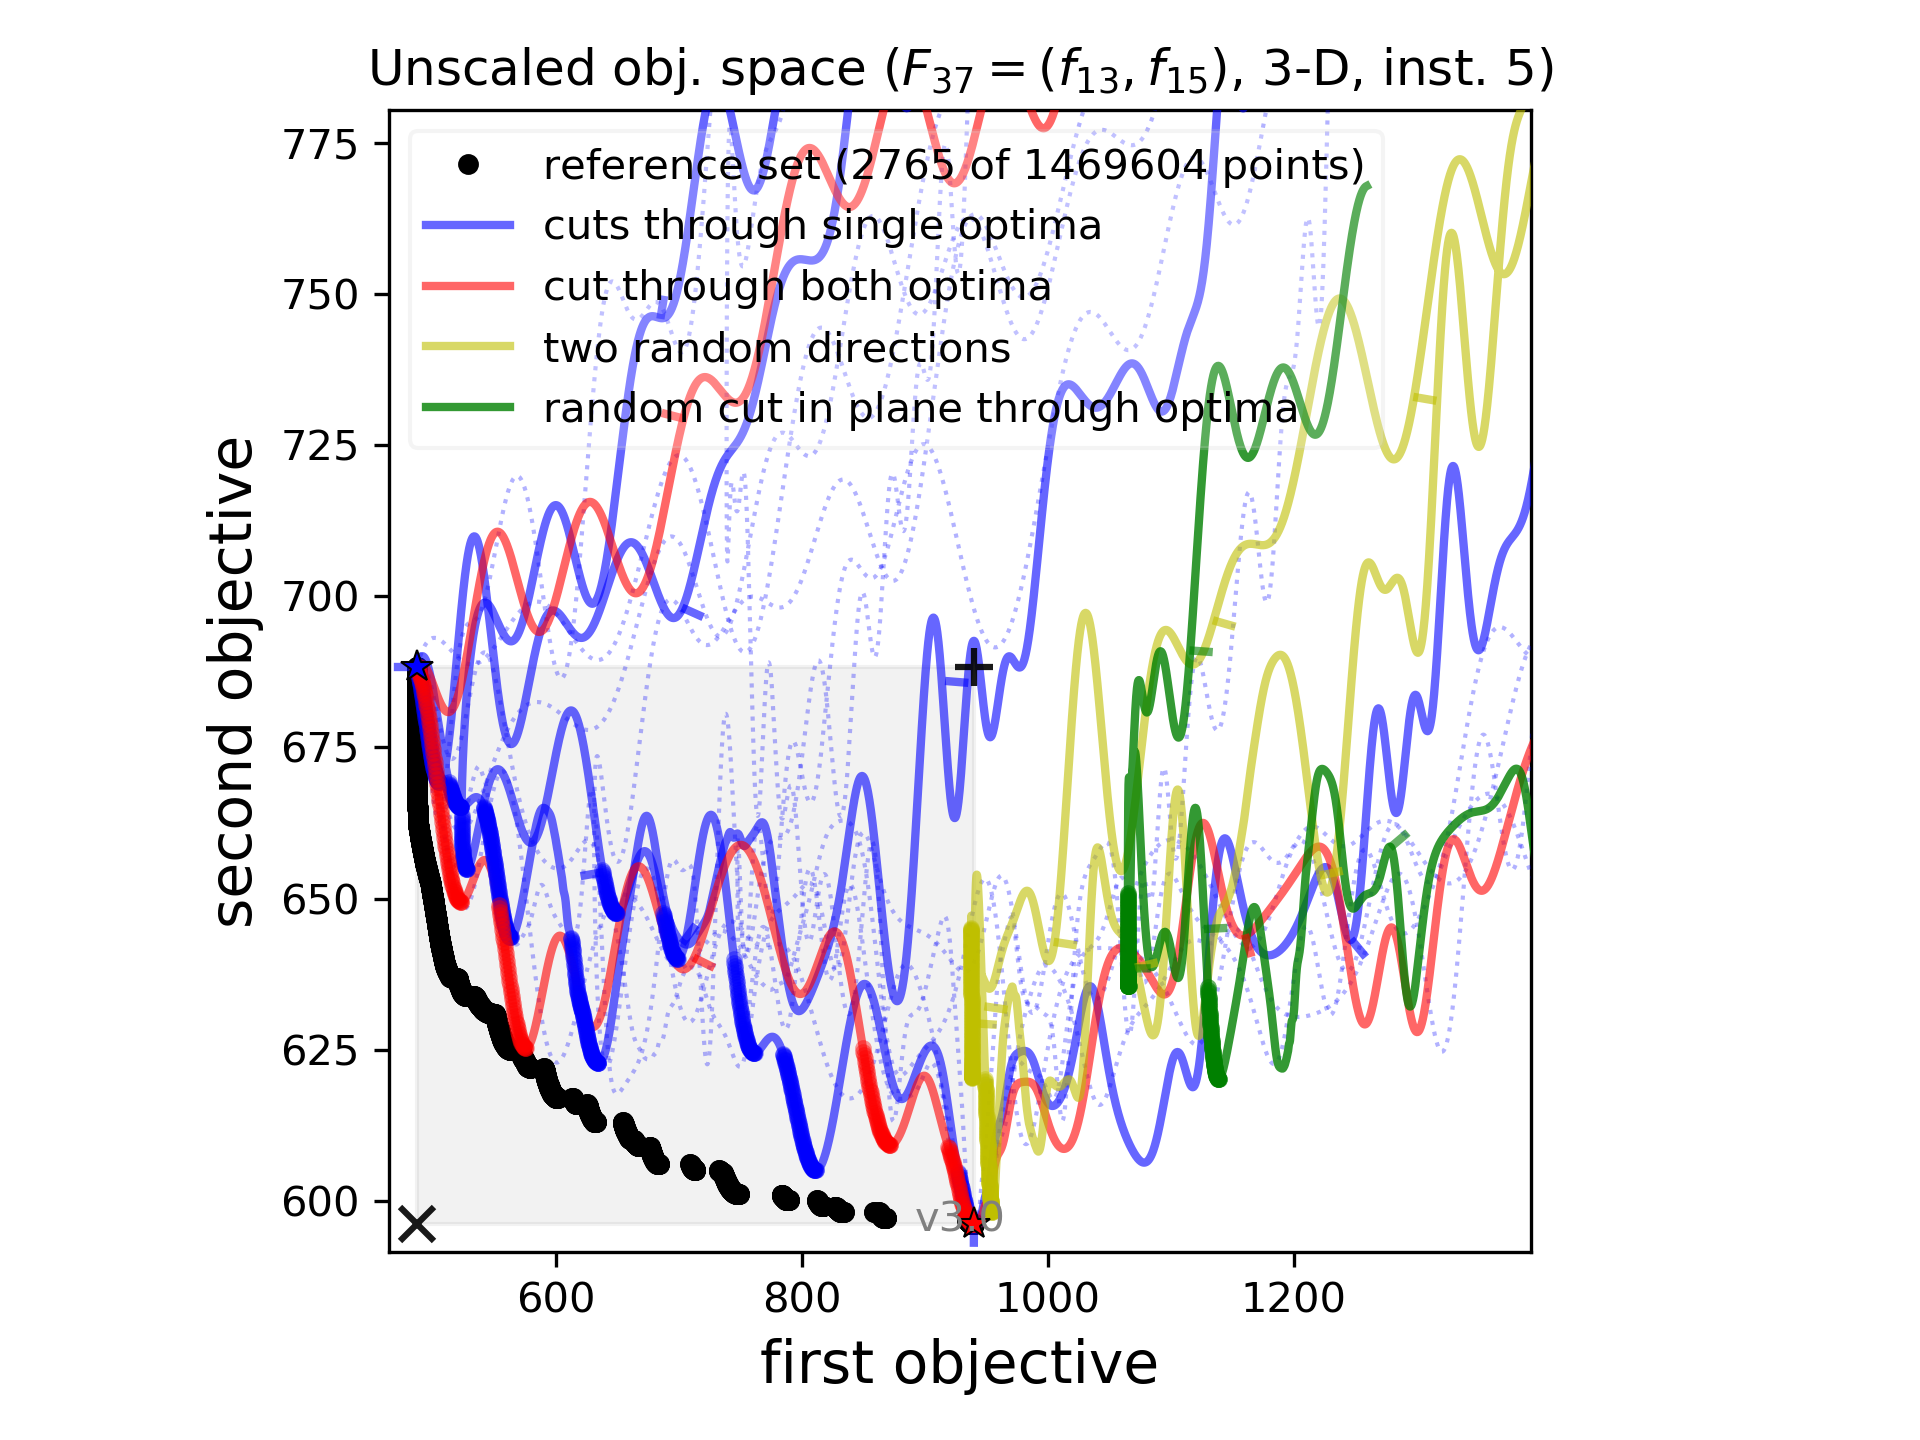 Unscaled obj. space (F37 = (f13, f15), 3-D, inst. 5)
reference set (2765 of 1469604 points)
cuts through single optima
cut through both optima
two random directions
random cut in plane through optima
second objective
775
750
725
700
675
650
625
600
v3.0
600 800 1000 1200
first objective